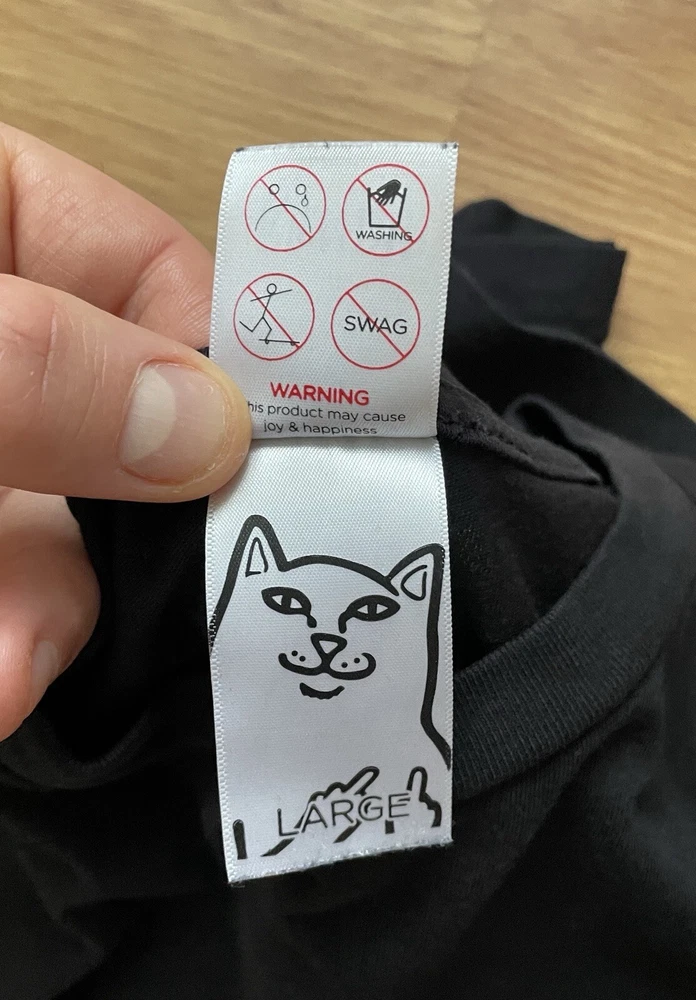 WASHING
SWAG
WARNING
his product may cause
joy & happiness
LARGE